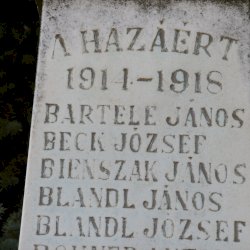 A HAZÁÉRT
1914-1918
BARTELE JÁNOS
BECK JÓZSEF
BIENSZAK JÁNOS
BLANDL JÁNOS
BLANDL JÓZSEF